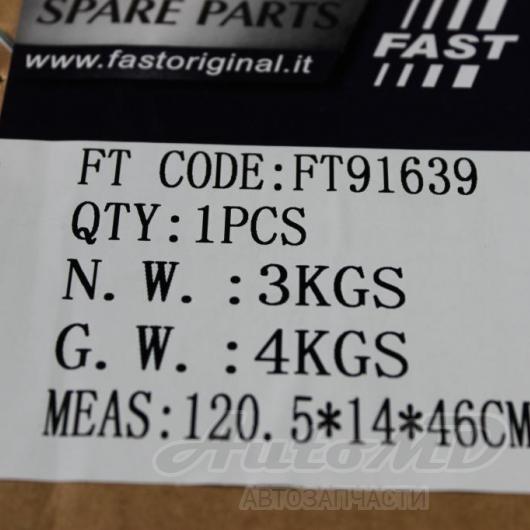 SPARE PARTS
www.fastoriginal.it
FAST
FT CODE:FT91639
QTY:1PCS
N.W.:3KGS
G.W.:4KGS
MEAS:120.5*14*46CM
AutoMD
АВТОЗАПЧАСТИ